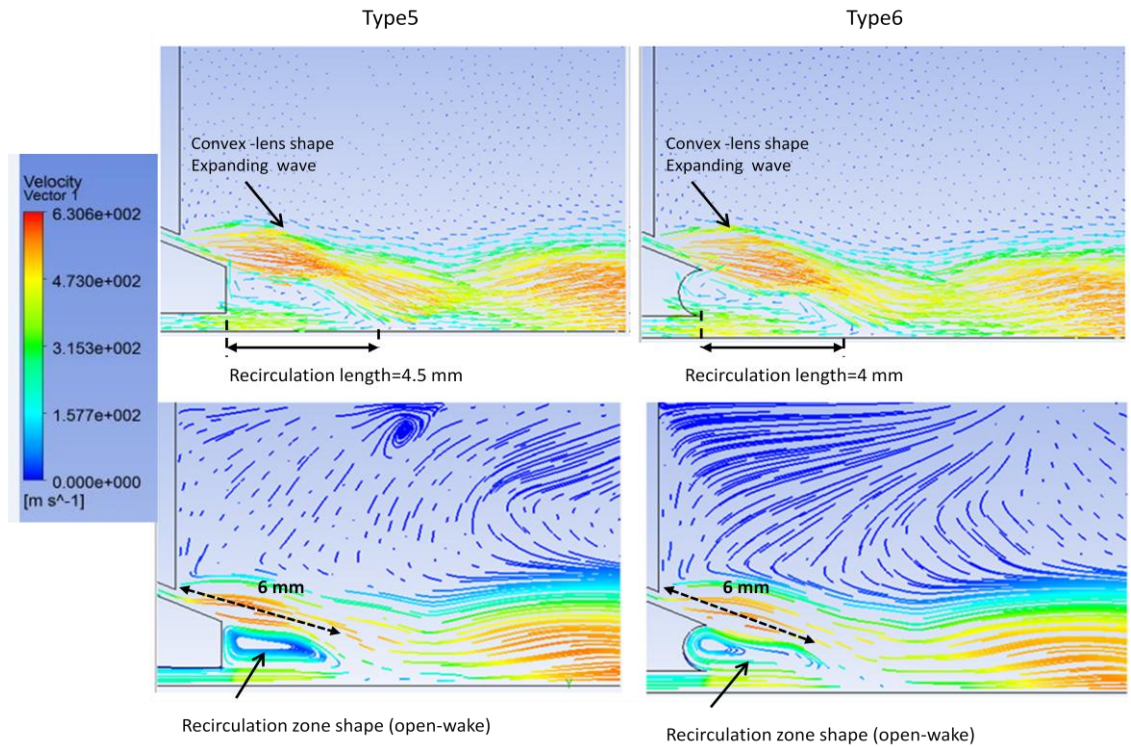 Type5
Type6
Convex -lens shape
Expanding wave
Convex -lens shape
Expanding wave
Velocity
Vector 1
6.306e+002
4.730e+002
3.153e+002
1.577e+002
0.000e+000
[m s^-1]
Recirculation length=4.5 mm
Recirculation length=4 mm
6 mm
6 mm
Y
Recirculation zone shape (open-wake)
Recirculation zone shape (open-wake)